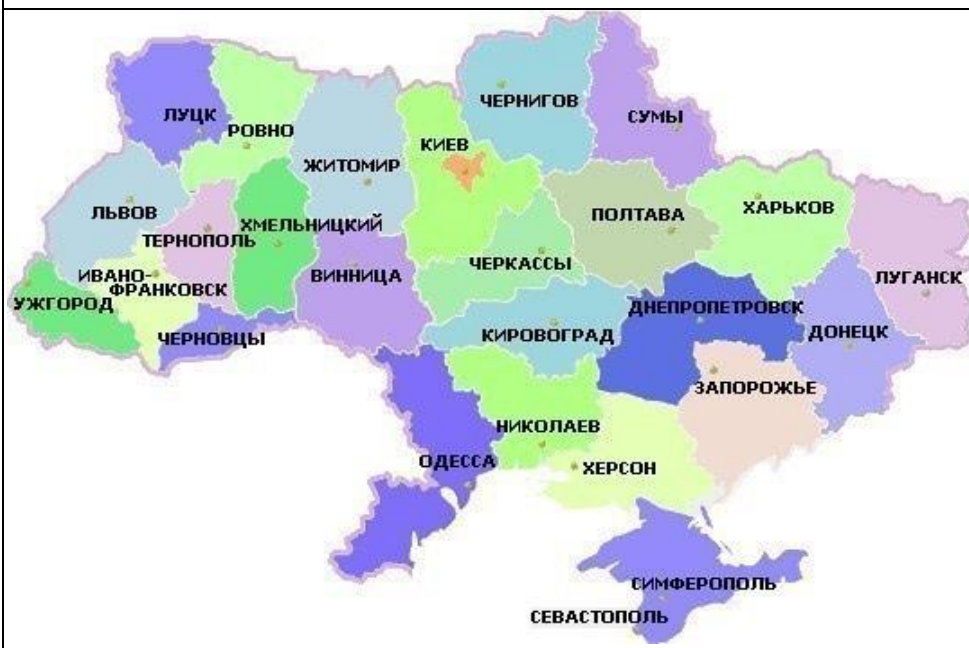 ЧЕРНИГОВ
ЛУЦК
СУМЫ
РОВНО
КИЕВ
ЖИТОМИР
ЛЬВОВ
ХАРЬКОВ
ПОЛТАВА
ХМЕЛЬНИЦКИЙ
ТЕРНОПОЛЬ
ЧЕРКАССЫ
ИВАНО-
ФРАНКОВСК
ВИННИЦА
ЛУГАНСК
УЖГОРОД
ДНЕПРОПЕТРОВСК
КИРОВОГРАД
ДОНЕЦК
ЧЕРНОВЦЫ
ЗАПОРОЖЬЕ
НИКОЛАЕВ
ОДЕССА
ХЕРСОН
СИМФЕРОПОЛЬ
СЕВАСТОПОЛЬ